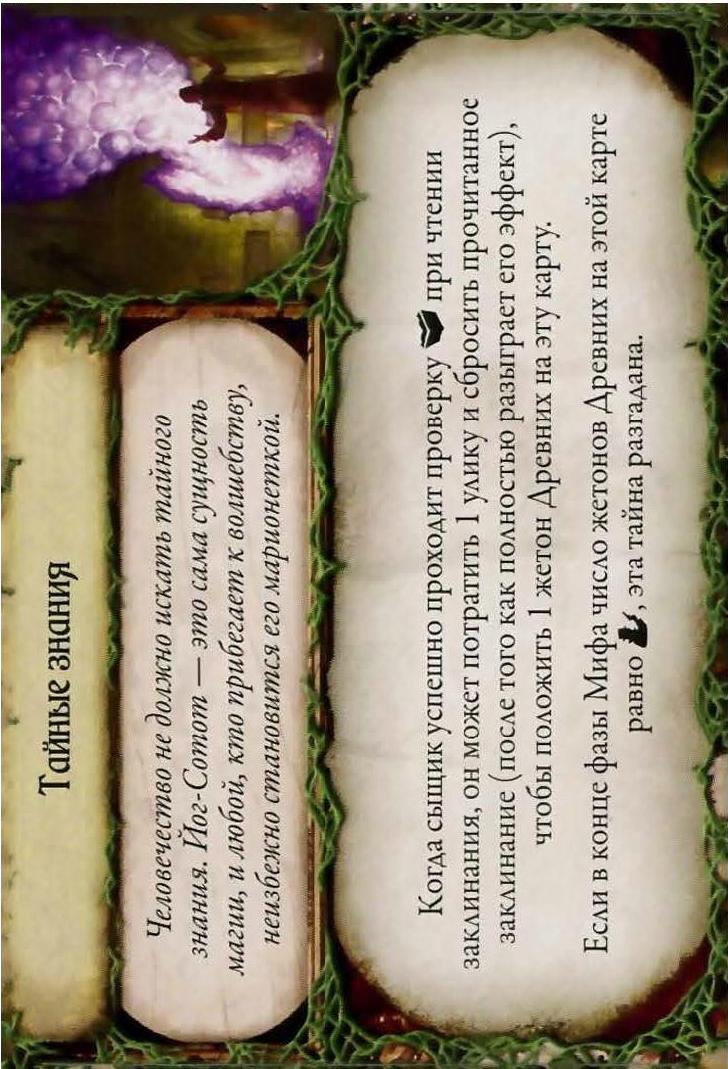 Тайные знания
Человечество не должно искать тайного
знания. Йог-Сотот — это сама сущность
магии, и любой, кто прибегает к волшебству,
неизбежно становится его марионеткой.
Когда сыщик успешно проходит проверку при чтении
заклинания, он может потратить 1 улику и сбросить прочитанное
заклинание (после того как полностью разыграет его эффект),
чтобы положить 1 жетон Древних на эту карту.
Если в конце фазы Мифа число жетонов Древних на этой карте
равно , эта тайна разгадана.